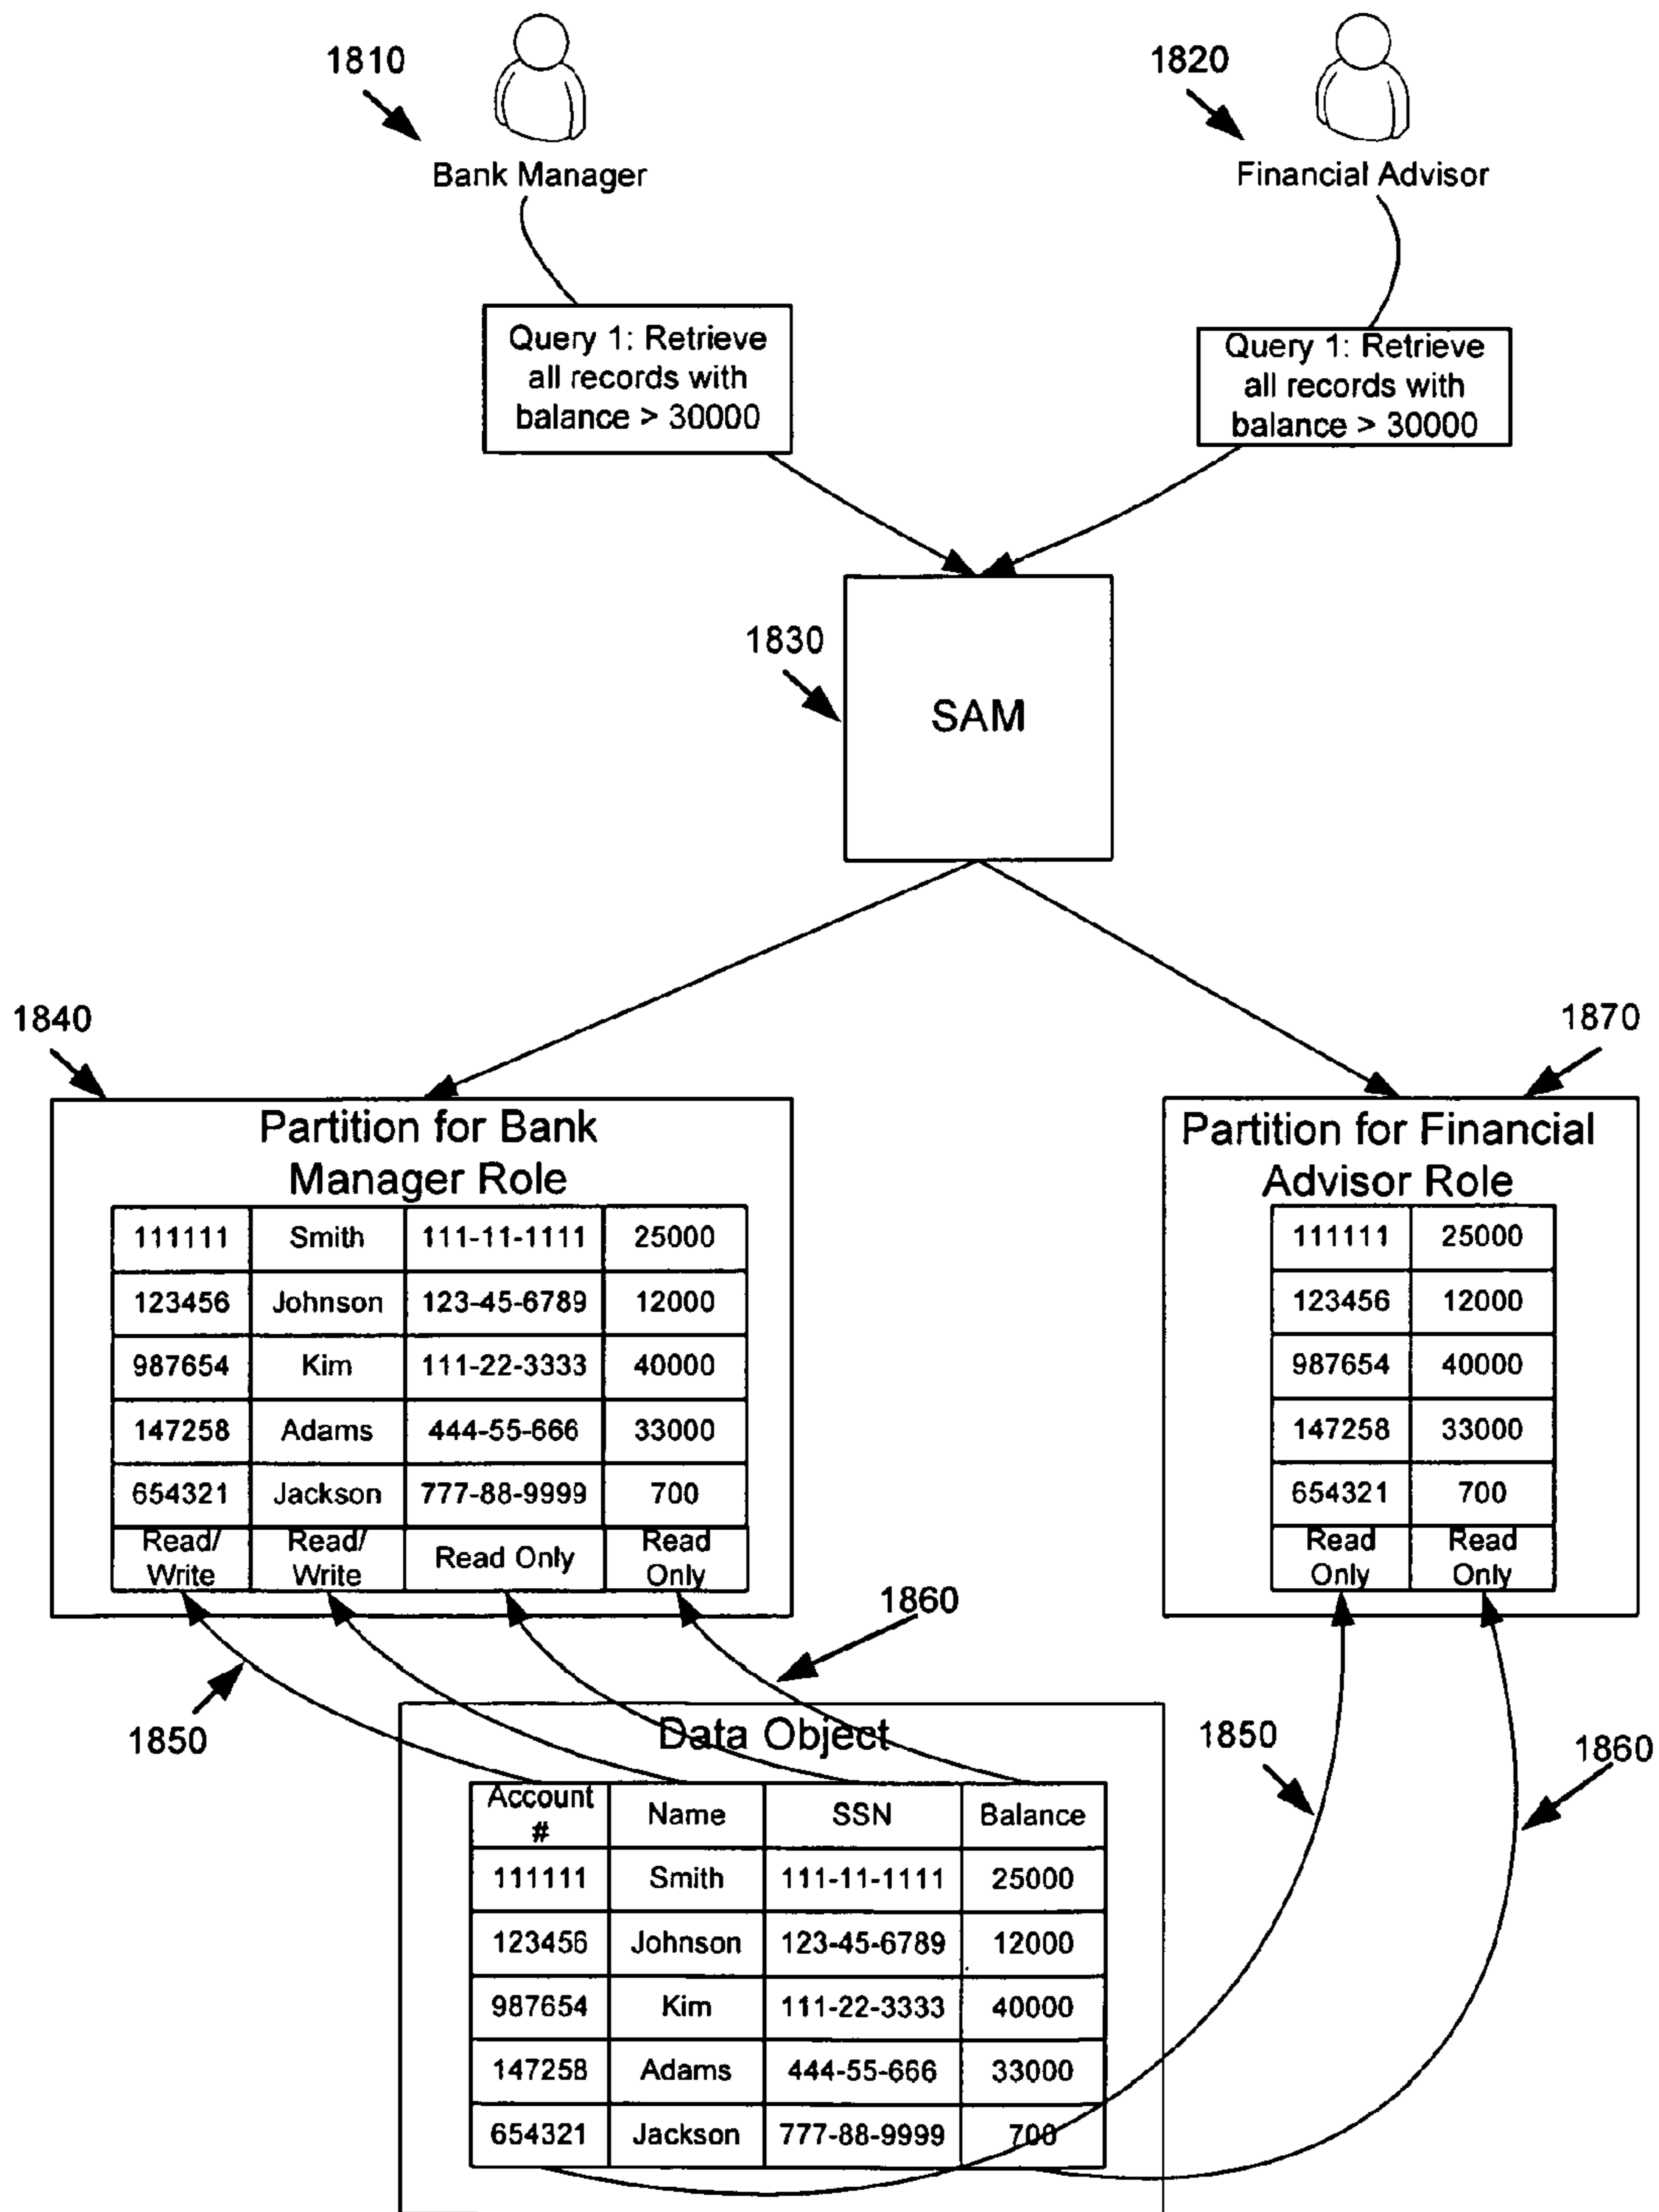 1810
1820
Bank Manager
Financial Advisor
Query 1: Retrieve
all records with
balance > 30000
Query 1: Retrieve
all records with
balance > 30000
1830
SAM
1840
1870
Partition for Bank
Manager Role
111111 Smith 111-11-1111 25000
123456 Johnson 123-45-6789 12000
987654 Kim 111-22-3333 40000
147258 Adams 444-55-666 33000
654321 Jackson 777-88-9999 700
Read/
Write
Read/
Write
Read Only
Read
Only
Partition for Financial
Advisor Role
111111 25000
123456 12000
987654 40000
147258 33000
654321 700
Read
Only
Read
Only
1850
1860
1850
1860
Data Object
Account
#
Name
SSN
Balance
111111 Smith 111-11-1111 25000
123456 Johnson 123-45-6789 12000
987654 Kim 111-22-3333 40000
147258 Adams 444-55-666 33000
654321 Jackson 777-88-9999 700